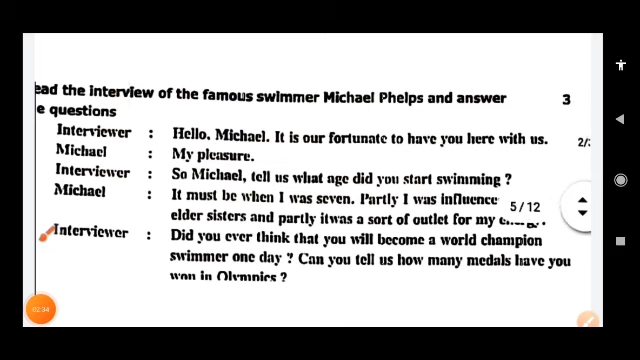 ead the interview of the famous swimmer Michael Phelps and answer 3
e questions
Interviewer : Hello. Michael. It is our fortunate to have you here with us. 2/
Michael : My pleasure.
Interviewer : So Michael, tell us what age did you start swimming ?
Michael : It must be when I was seven. Partly I was influence 5/12
elder sisters and partly itwas a sort of outlet for my
Interviewer : Did you ever think that you will become a world champion
swimmer one day ? Can you tell us how many medals have you
won in Olympics ?
02:34